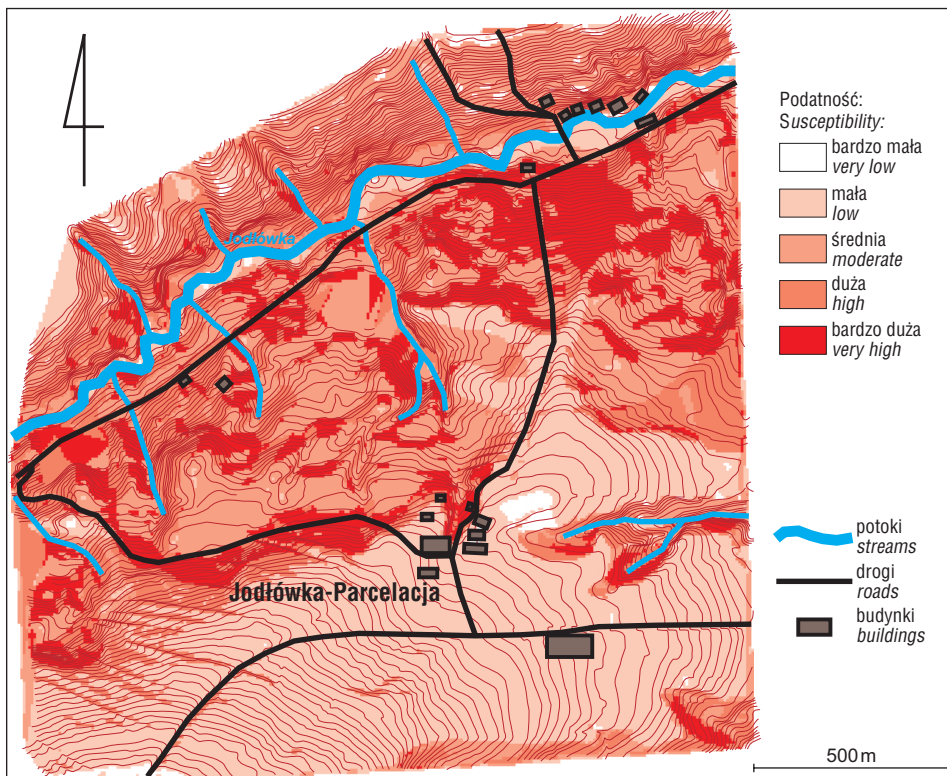 Podatność:
Susceptibility:
bardzo mała
very low
mała
low
średnia
moderate
duża
high
bardzo duża
very high
Jodłówka
potoki
streams
drogi
roads
budynki
buildings
Jodłówka-Parcelacja
500 m